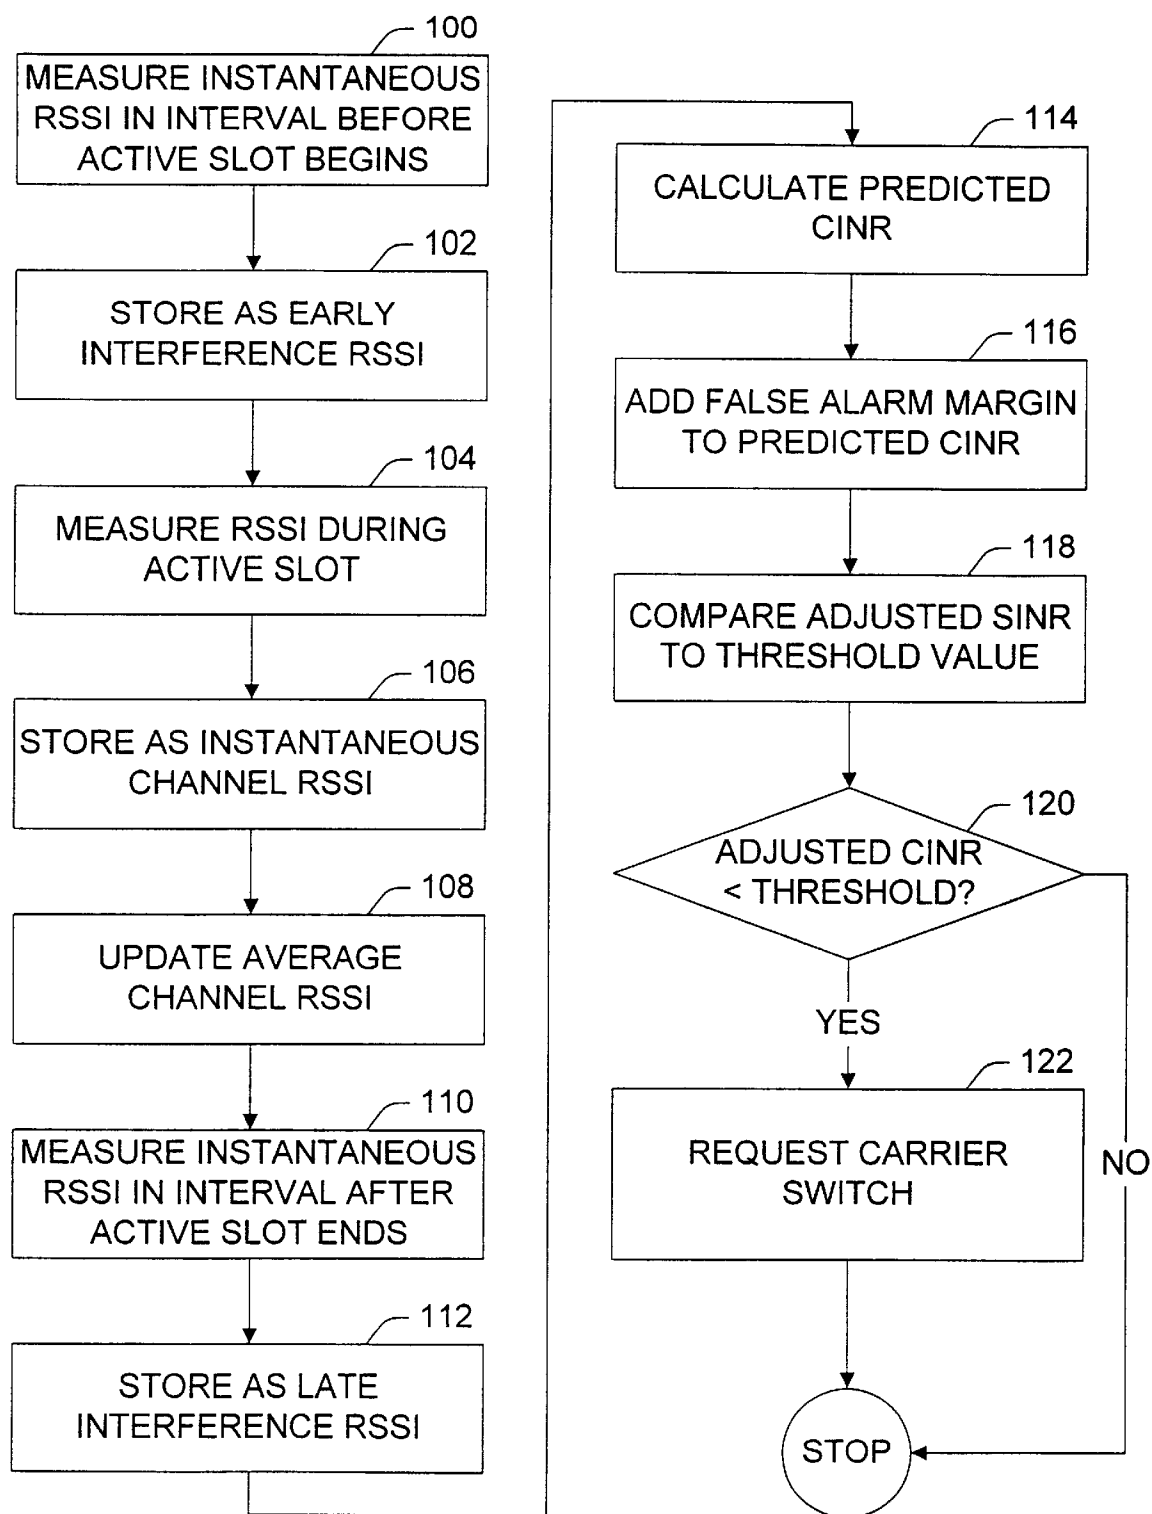 100
MEASURE INSTANTANEOUS
RSSI IN INTERVAL BEFORE
ACTIVE SLOT BEGINS
102
STORE AS EARLY
INTERFERENCE RSSI
104
MEASURE RSSI DURING
ACTIVE SLOT
106
STORE AS INSTANTANEOUS
CHANNEL RSSI
108
UPDATE AVERAGE
CHANNEL RSSI
110
MEASURE INSTANTANEOUS
RSSI IN INTERVAL AFTER
ACTIVE SLOT ENDS
112
STORE AS LATE
INTERFERENCE RSSI
114
CALCULATE PREDICTED
CINR
116
ADD FALSE ALARM MARGIN
TO PREDICTED CINR
118
COMPARE ADJUSTED SINR
TO THRESHOLD VALUE
120
ADJUSTED CINR
< THRESHOLD?
YES
122
REQUEST CARRIER
SWITCH
NO
STOP